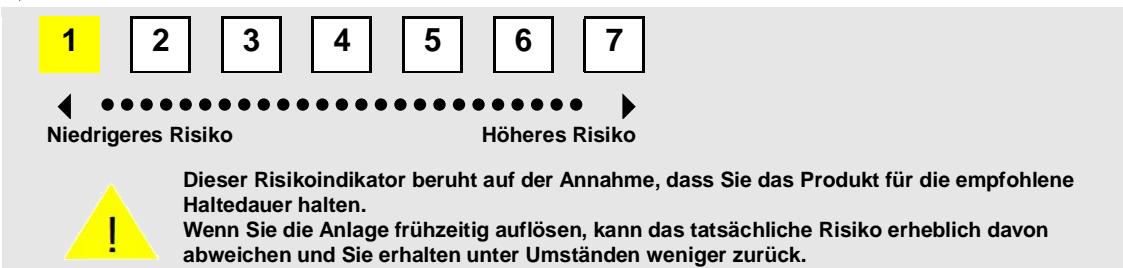 1 2 3 4 5 6 7
Niedrigeres Risiko Höheres Risiko
Dieser Risikoindikator beruht auf der Annahme, dass Sie das Produkt für die empfohlene
Haltedauer halten.
! Wenn Sie die Anlage frühzeitig auflösen, kann das tatsächliche Risiko erheblich davon
abweichen und Sie erhalten unter Umständen weniger zurück.